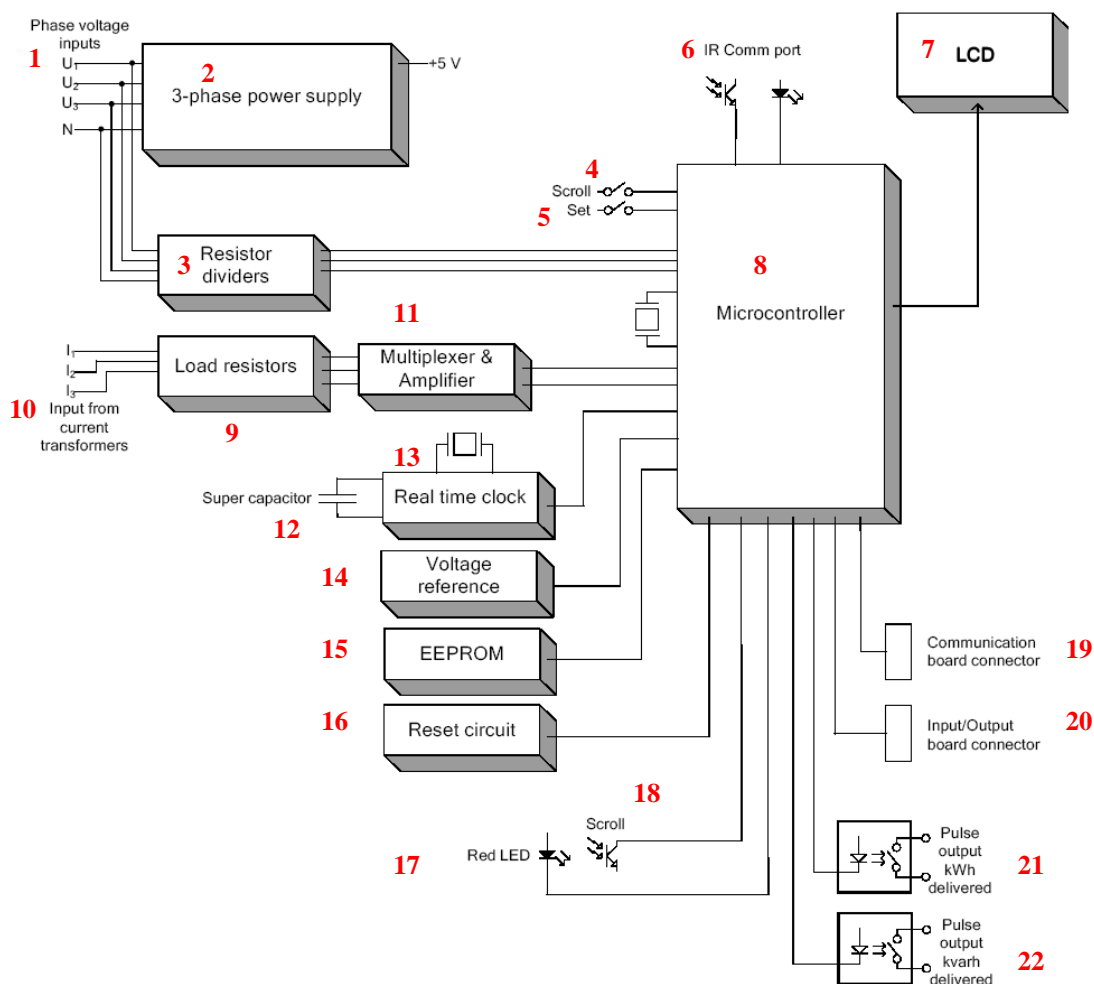 Phase voltage
inputs
1
U₁
U₂
U₃
N
2
3-phase power supply
+5 V
6
IR Comm port
7
LCD
4
Scroll
5
Set
3
Resistor
dividers
8
Microcontroller
11
I₁
I₂
I₃
Load resistors
Multiplexer &
Amplifier
10
Input from
current
transformers
9
13
Super capacitor
12
Real time clock
14
Voltage
reference
15
EEPROM
16
Reset circuit
Communication
board connector
19
Input/Output
board connector
20
18
Scroll
17
Red LED
Pulse
output
kWh
delivered
21
Pulse
output
kvarh
delivered
22